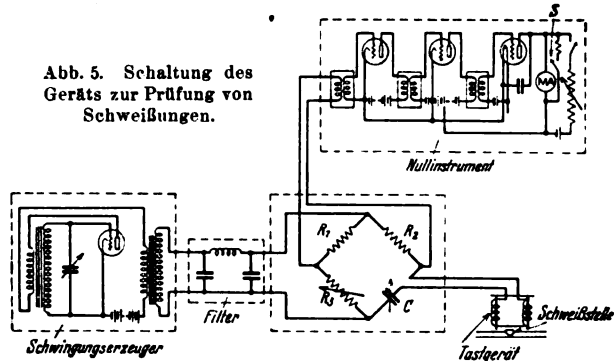 Abb. 5. Schaltung des
Geräts zur Prüfung von
Schweißungen.
S
MA
Nullinstrument
R1
R2
R3
C
Filter
Schwingungserzeuger
Schweißstelle
Tastgerät